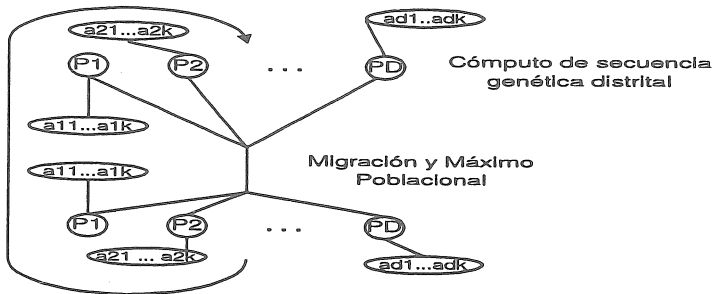 a21...a2k
ad1..adk
P1
P2
...
PD
Cómputo de secuencia
genética distrital
a11...a1k
a11...a1k
Migración y Máximo
Poblacional
P1
P2
...
PD
a21 ... a2k
ad1...adk